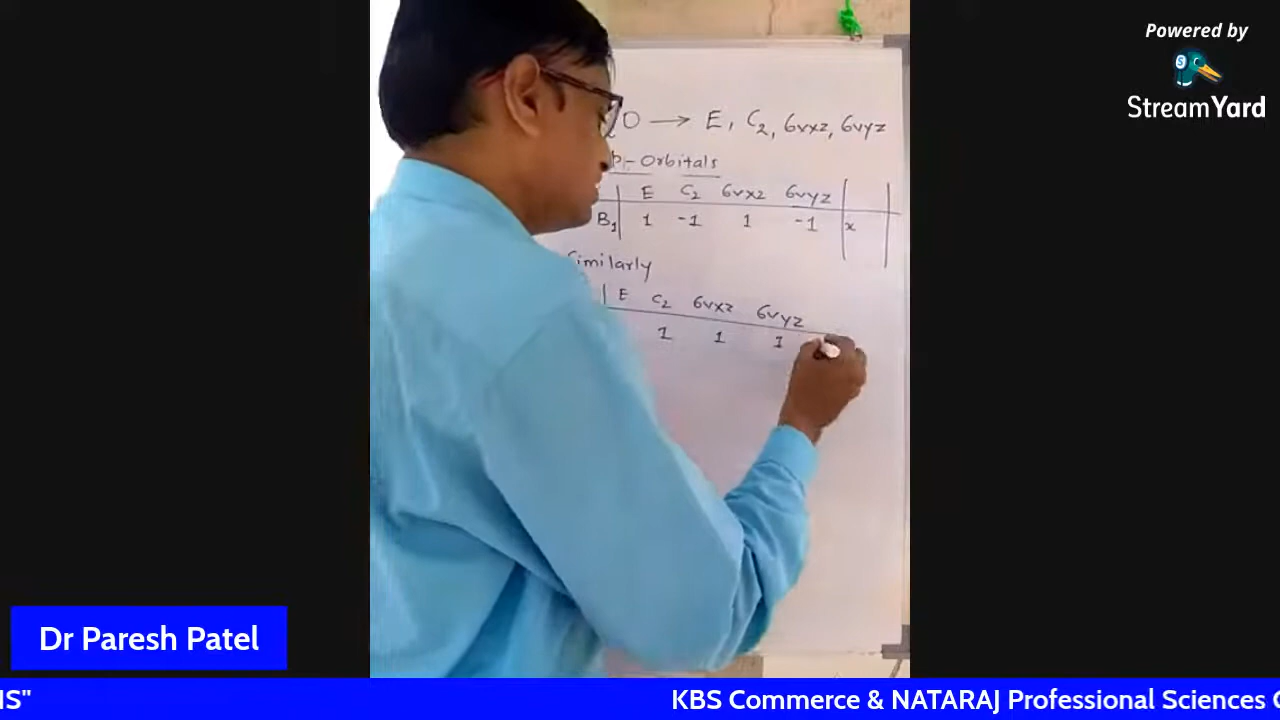 Powered by
StreamYard
O → E, C2, 6vxz, 6vyz
p-Orbitals
E C2 6vxz 6vyz
B1 1 -1 1 -1 x
Similarly
E C2 6vxz 6vyz
1 1 1
Dr Paresh Patel
IS" KBS Commerce & NATARAJ Professional Sciences C